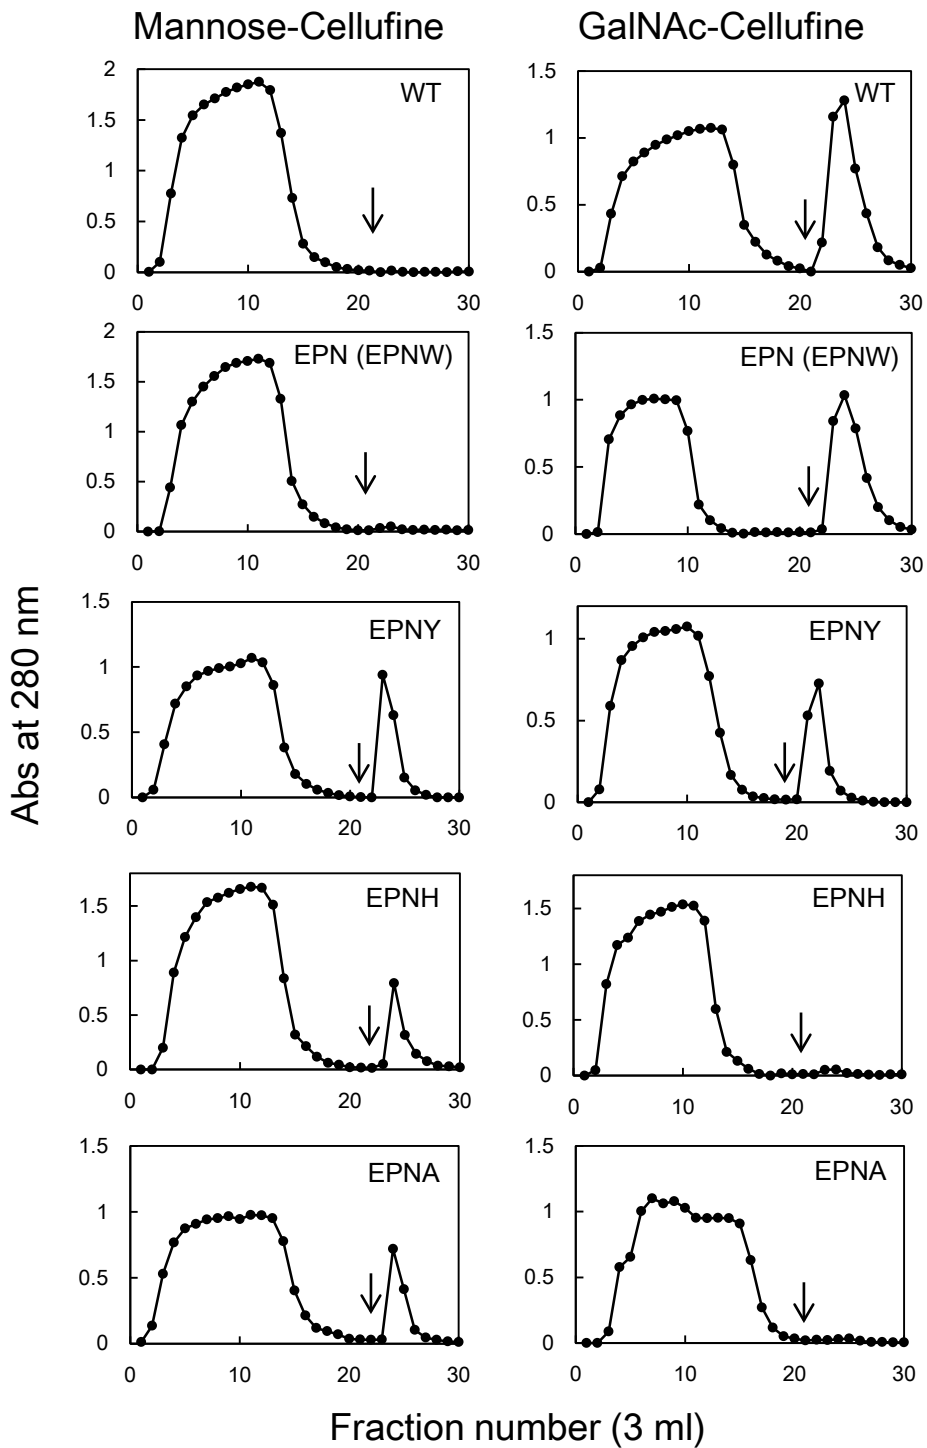 Mannose-Cellufine
GalNAc-Cellufine
WT
2
1.5
1
0.5
0
0 10 20 30
WT
1.5
1
0.5
0
0 10 20 30
EPN (EPNW)
2
1.5
1
0.5
0
0 10 20 30
EPN (EPNW)
1.5
1
0.5
0
0 10 20 30
EPNY
1.5
1
0.5
0
0 10 20 30
EPNY
1
0.5
0
0 10 20 30
EPNH
1.5
1
0.5
0
0 10 20 30
EPNH
1.5
1
0.5
0
0 10 20 30
EPNA
1.5
1
0.5
0
0 10 20 30
EPNA
1.5
1
0.5
0
0 10 20 30
Abs at 280 nm
Fraction number (3 ml)